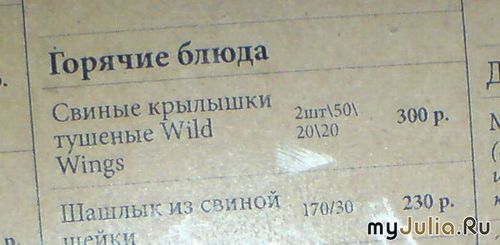 Горячие блюда
Свиные крылышки
тушеные Wild
Wings
2шт\50\
20\20
300 р.
Шашлык из свиной
шейки
170/30
230 р.
р.
р.
myJulia.Ru